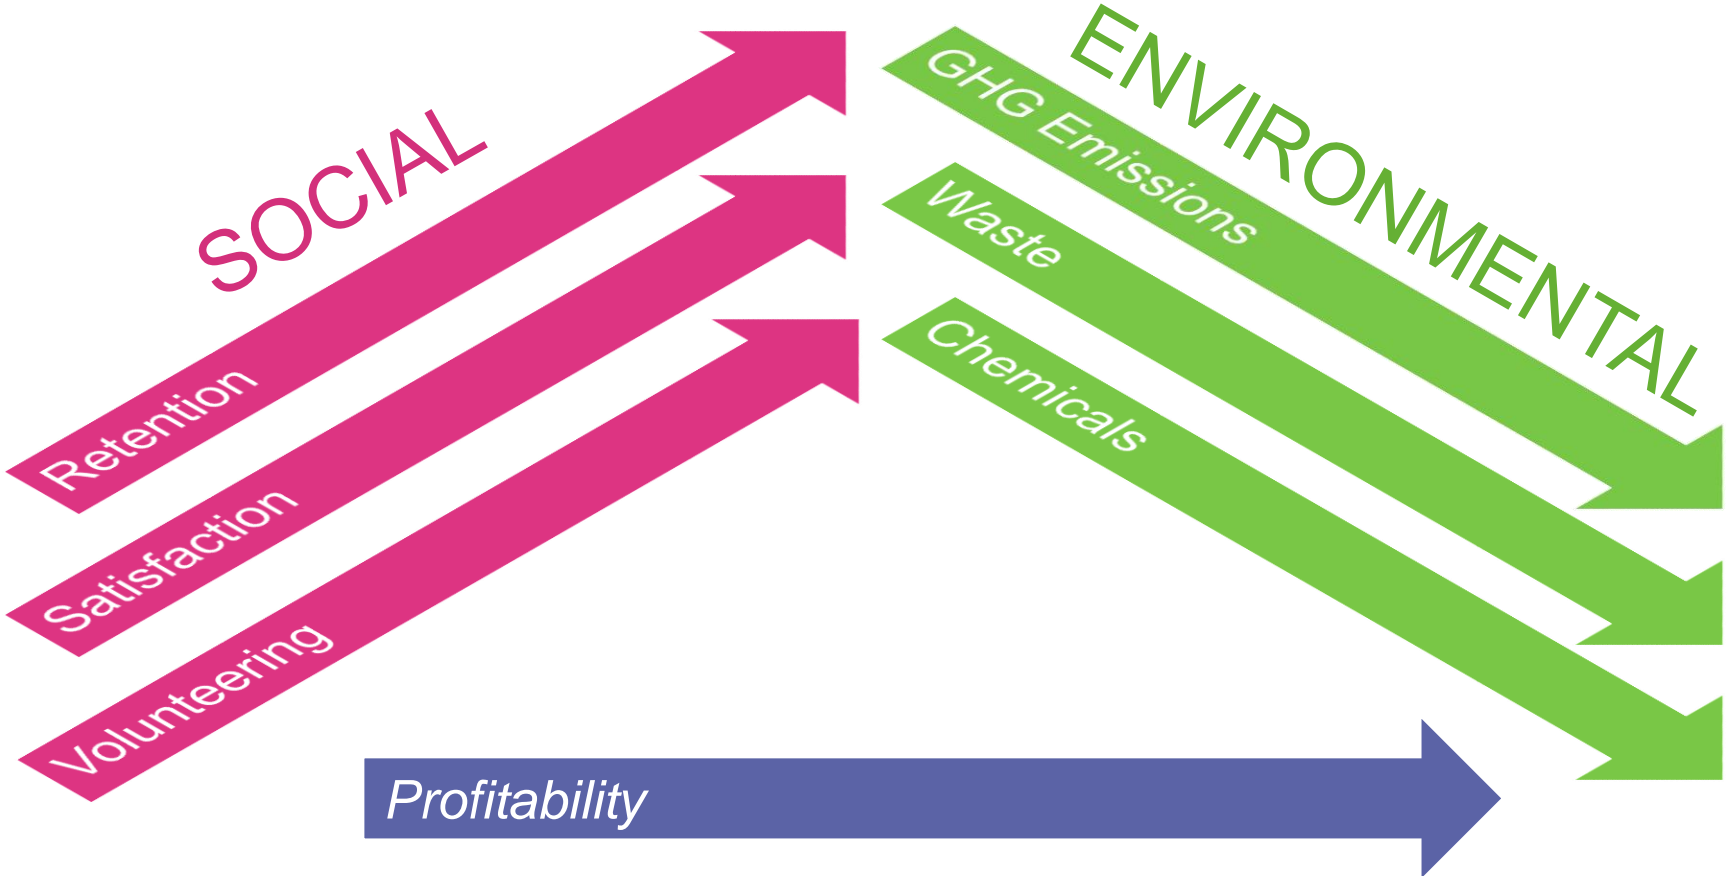 SOCIAL
Retention
Satisfaction
Volunteering
ENVIRONMENTAL
GHG Emissions
Waste
Chemicals
Profitability